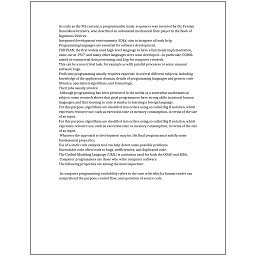 As early as the 9th century, a programmable music sequencer was invented by the Persian
Banu Musa brothers, who described an automated mechanical flute player in the Book of
Ingenious Devices.
Integrated development environments (IDEs) aim to integrate all such help.
Programming languages are essential for software development.
FORTRAN, the first widely used high-level language to have a functional implementation,
came out in 1957, and many other languages were soon developed—in particular, COBOL
aimed at commercial data processing, and Lisp for computer research.
This can be a non-trivial task, for example as with parallel processes or some unusual
software bugs.
Proficient programming usually requires expertise in several different subjects, including
knowledge of the application domain, details of programming languages and generic code
libraries, specialized algorithms, and formal logic.
Their jobs usually involve:
Although programming has been presented in the media as a somewhat mathematical
subject, some research shows that good programmers have strong skills in natural human
languages, and that learning to code is similar to learning a foreign language.
For this purpose, algorithms are classified into orders using so-called Big O notation, which
expresses resource use, such as execution time or memory consumption, in terms of the size
of an input.
For this purpose, algorithms are classified into orders using so-called Big O notation, which
expresses resource use, such as execution time or memory consumption, in terms of the size
of an input.
Whatever the approach to development may be, the final program must satisfy some
fundamental properties.
Use of a static code analysis tool can help detect some possible problems.
Unreadable code often leads to bugs, inefficiencies, and duplicated code.
The Unified Modeling Language (UML) is a notation used for both the OOAD and MDA.
Computer programmers are those who write computer software.
The following properties are among the most important:
In computer programming, readability refers to the ease with which a human reader can
comprehend the purpose, control flow, and operation of source code.